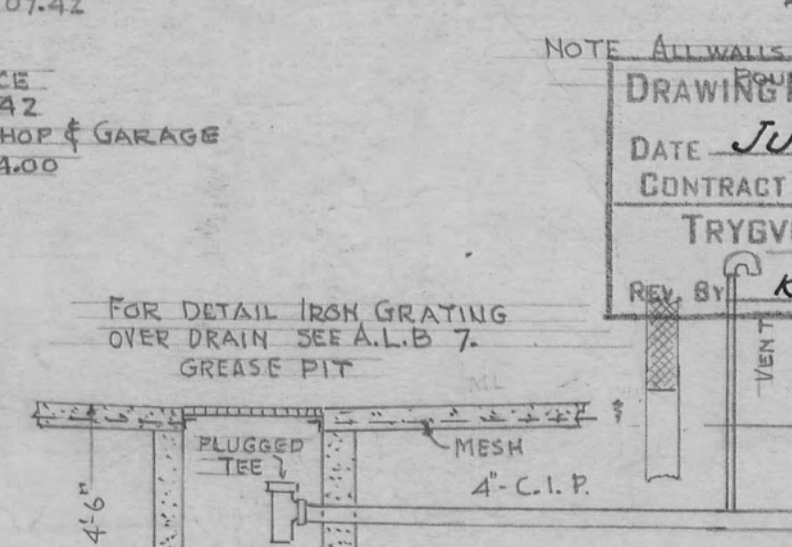 07.42
CE
42
HOP & GARAGE
4.00
NOTE ALL WALLS
DRAWING
DATE JU
CONTRACT
TRYGV
REV. BY K
VENT
FOR DETAIL IRON GRATING
OVER DRAIN SEE A.L.B 7.
GREASE PIT
PLUGGED
TEE
MESH
4"-C.I.P.
4'-6"